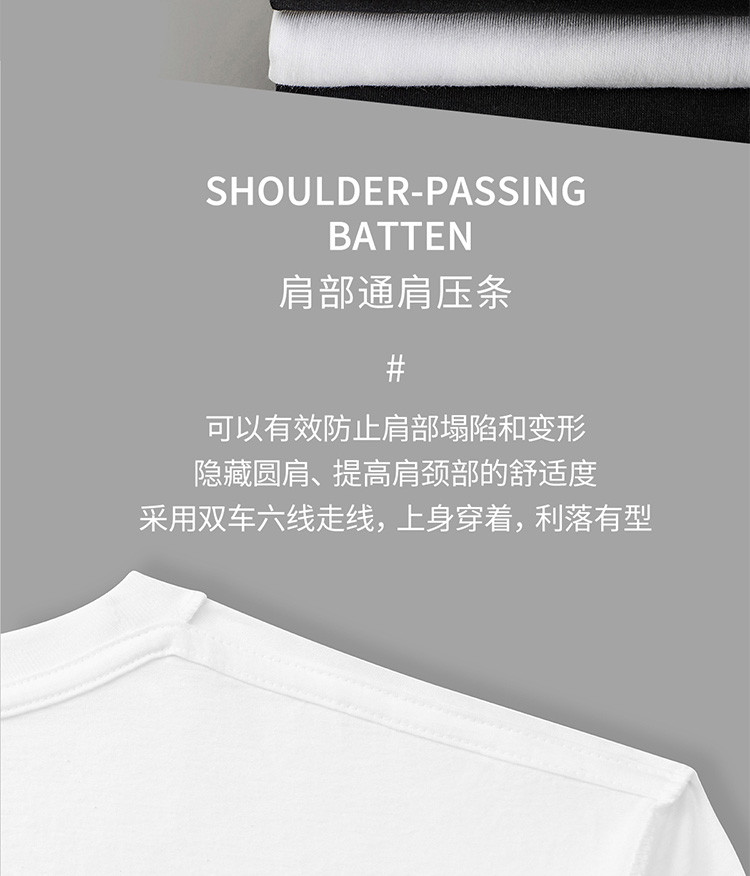 SHOULDER-PASSING
BATTEN
肩部通肩压条
#
可以有效防止肩部塌陷和变形
隐藏圆肩、提高肩颈部的舒适度
采用双车六线走线，上身穿着，利落有型